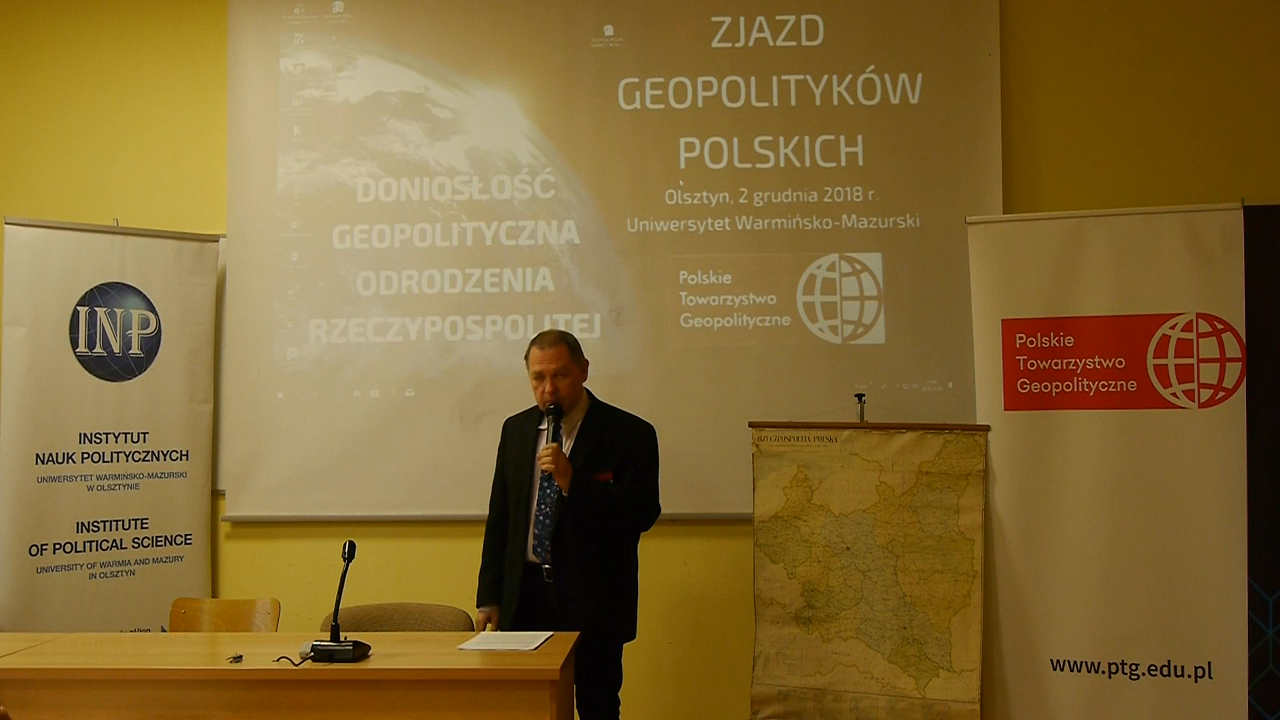 ZJAZD
GEOPOLITYKÓW
POLSKICH
Olsztyn, 2 grudnia 2018 r.
Uniwersytet Warmińsko-Mazurski
DONIOSŁOŚĆ
GEOPOLITYCZNA
ODRODZENIA
RZECZYPOSPOLITEJ
Polskie
Towarzystwo
Geopolityczne
INP
INSTYTUT
NAUK POLITYCZNYCH
UNIWERSYTET WARMIŃSKO-MAZURSKI
W OLSZTYNIE
INSTITUTE
OF POLITICAL SCIENCE
UNIVERSITY OF WARMIA AND MAZURY
IN OLSZTYN
RZECZPOSPOLITA POLSKA
Polskie
Towarzystwo
Geopolityczne
www.ptg.edu.pl